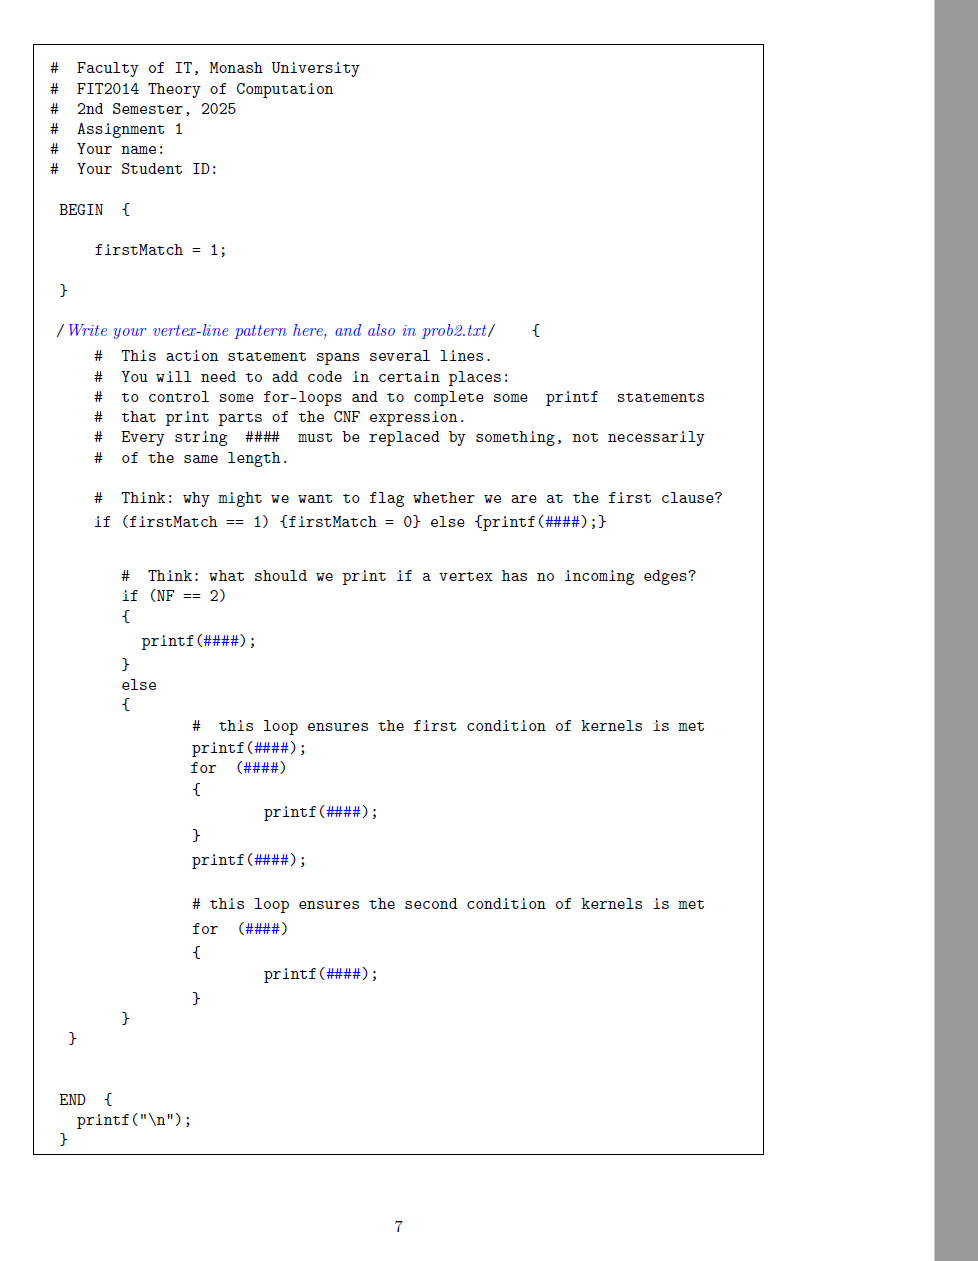 # Faculty of IT, Monash University
# FIT2014 Theory of Computation
# 2nd Semester, 2025
# Assignment 1
# Your name:
# Your Student ID:
BEGIN {
firstMatch = 1;
}
/Write your vertex-line pattern here, and also in prob2.txt/ {
# This action statement spans several lines.
# You will need to add code in certain places:
# to control some for-loops and to complete some printf statements
# that print parts of the CNF expression.
# Every string #### must be replaced by something, not necessarily
# of the same length.
# Think: why might we want to flag whether we are at the first clause?
if (firstMatch == 1) {firstMatch = 0} else {printf(####);}
# Think: what should we print if a vertex has no incoming edges?
if (NF == 2)
{
printf(####);
}
else
{
# this loop ensures the first condition of kernels is met
printf(####);
for (####)
{
printf(####);
}
printf(####);
# this loop ensures the second condition of kernels is met
for (####)
{
printf(####);
}
}
}
END {
printf("\n");
}
7